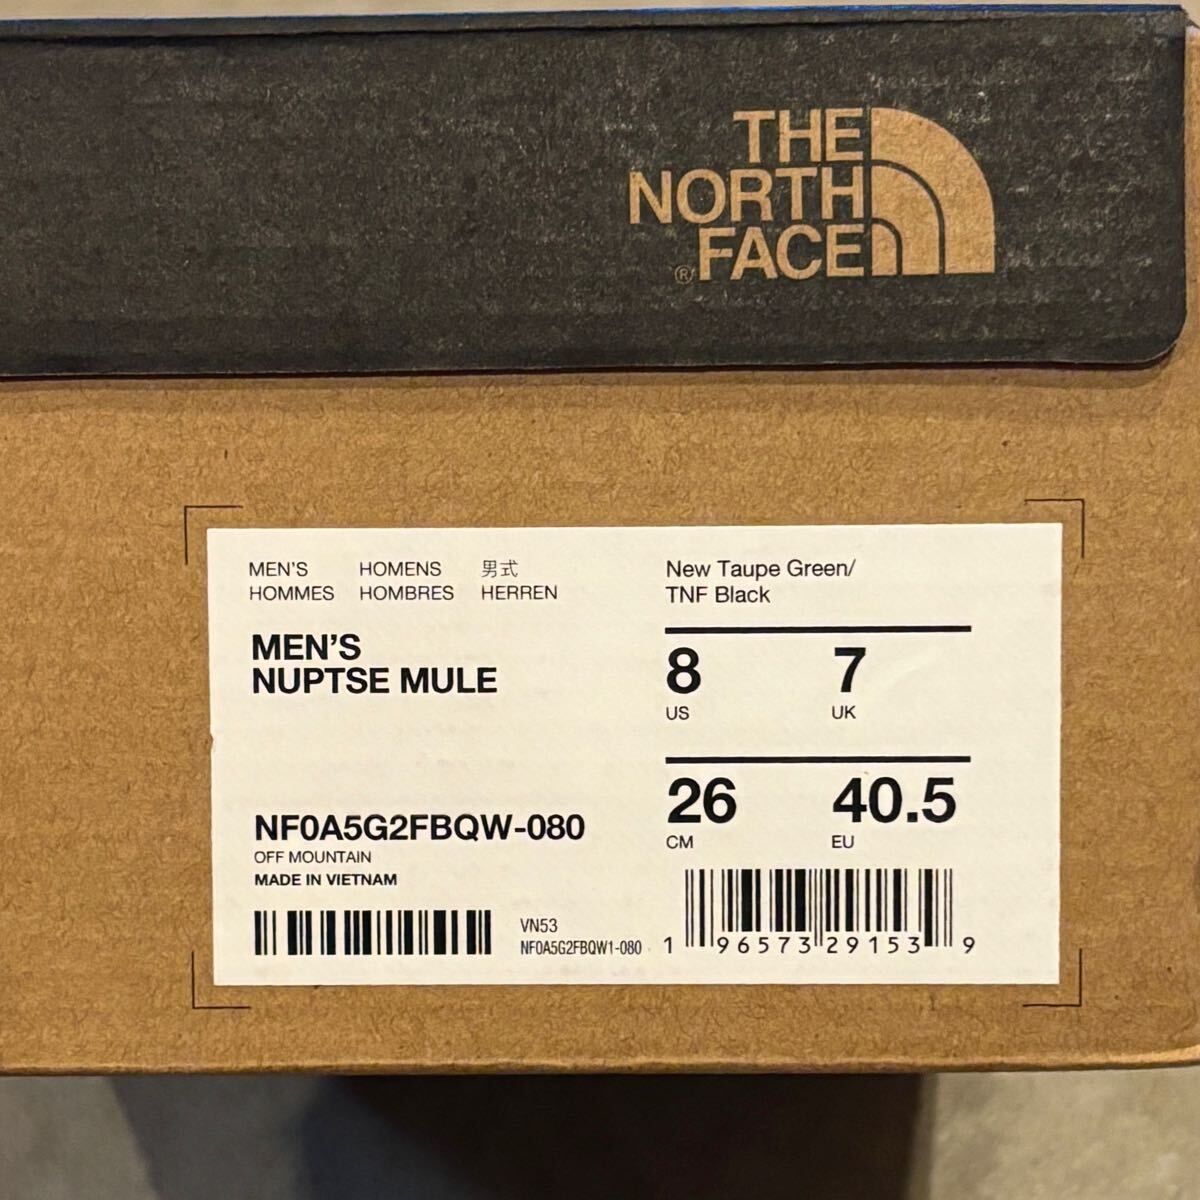 THE
NORTH
®FACE
MEN'S HOMENS 男式
HOMMES HOMBRES HERREN
MEN'S
NUPTSE MULE
NF0A5G2FBQW-080
OFF MOUNTAIN
MADE IN VIETNAM
VN53
NF0A5G2FBQW1-080
New Taupe Green/
TNF Black
8 7
US UK
26 40.5
CM EU
1 96573 29153 9